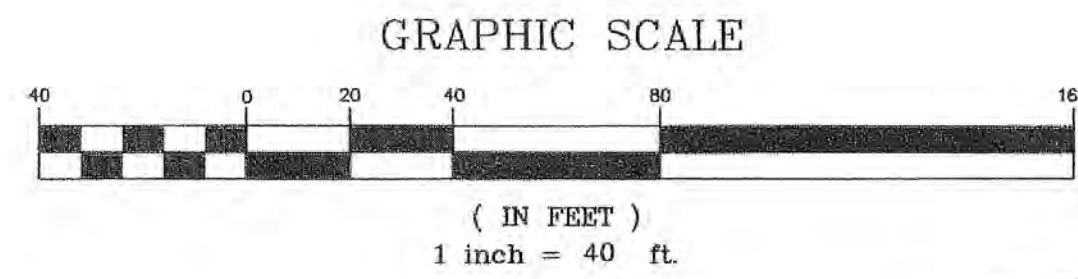 GRAPHIC SCALE
40 0 20 40 80 16
( IN FEET )
1 inch = 40 ft.